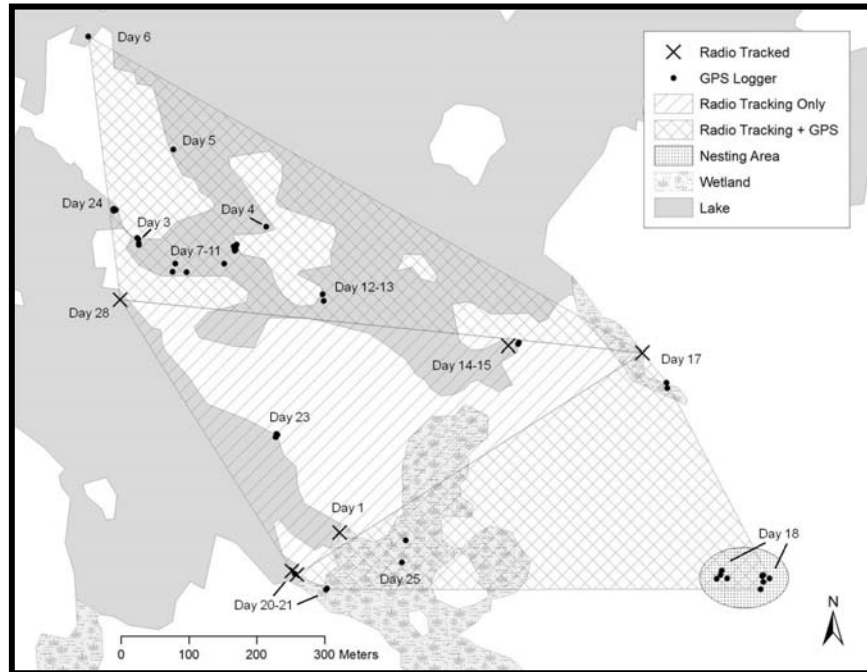 Day 6
Radio Tracked
GPS Logger
Radio Tracking Only
Radio Tracking + GPS
Nesting Area
Wetland
Lake
Day 5
Day 24
Day 3
Day 4
Day 7-11
Day 12-13
Day 28
Day 14-15
Day 17
Day 23
Day 1
Day 18
Day 25
Day 20-21
N
0 100 200 300 Meters